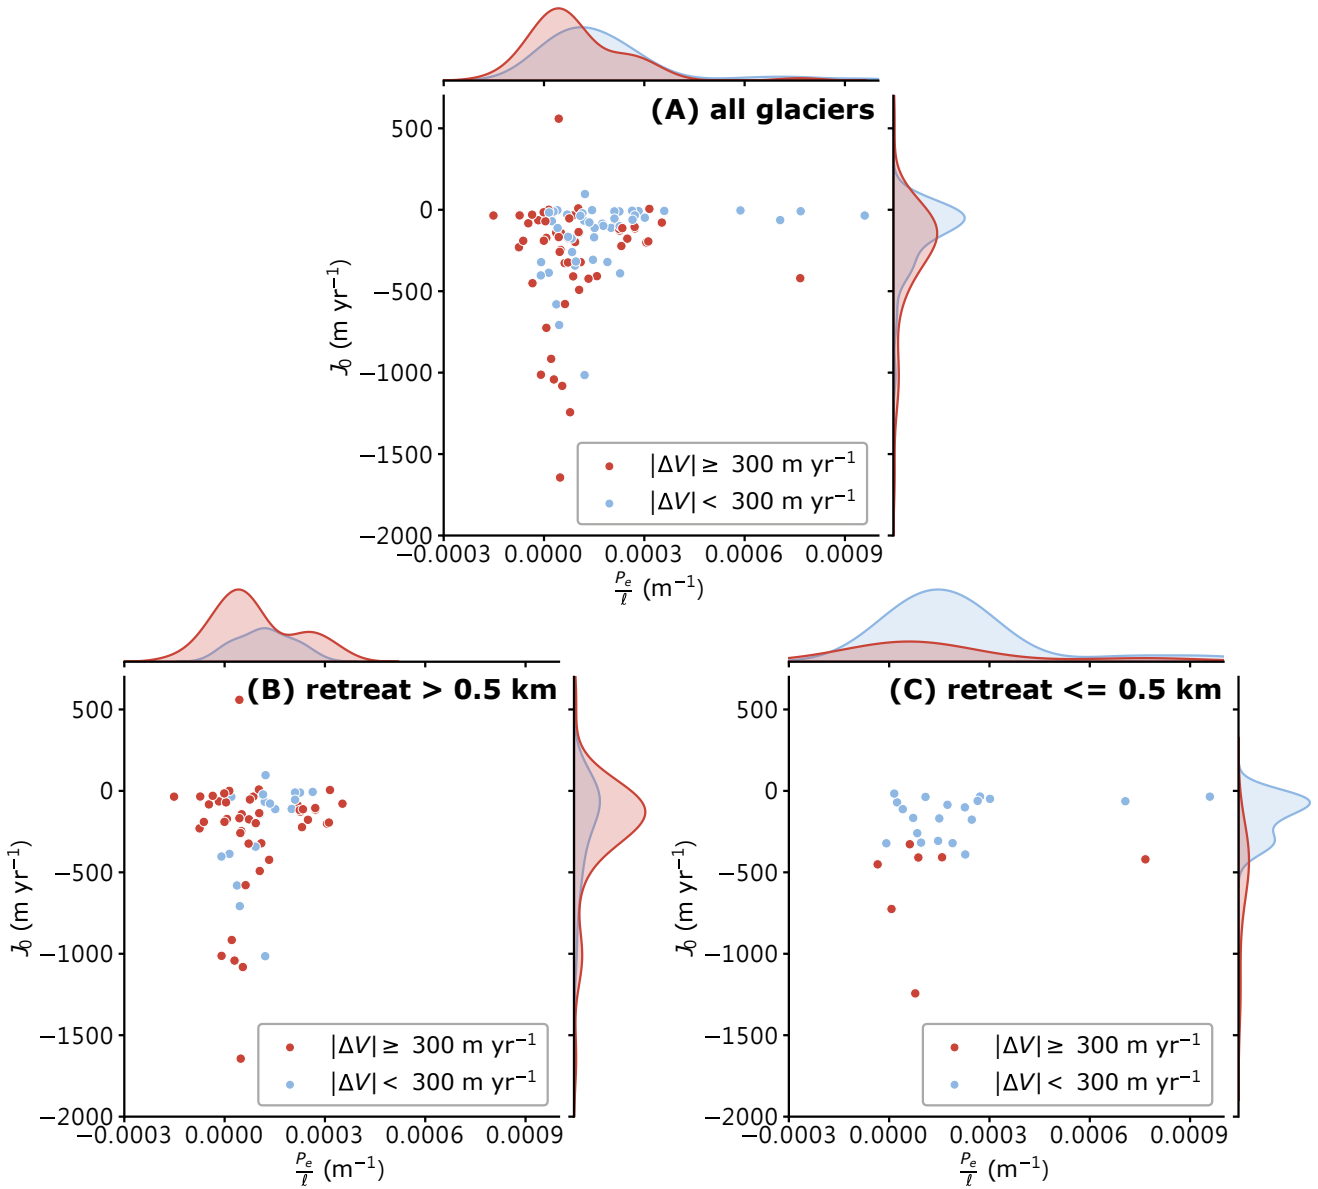 (A) all glaciers
500
0
−500
−1000
−1500
−2000
J₀ (m yr⁻¹)
|ΔV| ≥ 300 m yr⁻¹
|ΔV| < 300 m yr⁻¹
−0.0003 0.0000 0.0003 0.0006 0.0009
Pₑ/ℓ (m⁻¹)
(B) retreat > 0.5 km
500
0
−500
−1000
−1500
−2000
J₀ (m yr⁻¹)
|ΔV| ≥ 300 m yr⁻¹
|ΔV| < 300 m yr⁻¹
−0.0003 0.0000 0.0003 0.0006 0.0009
Pₑ/ℓ (m⁻¹)
(C) retreat <= 0.5 km
500
0
−500
−1000
−1500
−2000
J₀ (m yr⁻¹)
|ΔV| ≥ 300 m yr⁻¹
|ΔV| < 300 m yr⁻¹
−0.0003 0.0000 0.0003 0.0006 0.0009
Pₑ/ℓ (m⁻¹)